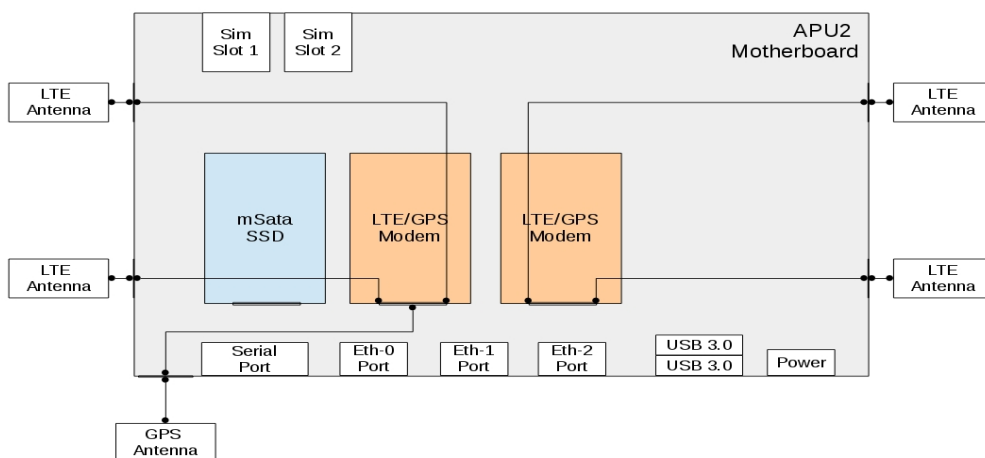 Sim
Slot 1
Sim
Slot 2
APU2
Motherboard
LTE
Antenna
LTE
Antenna
mSata
SSD
LTE/GPS
Modem
LTE/GPS
Modem
LTE
Antenna
LTE
Antenna
Serial
Port
Eth-0
Port
Eth-1
Port
Eth-2
Port
USB 3.0
USB 3.0
Power
GPS
Antenna